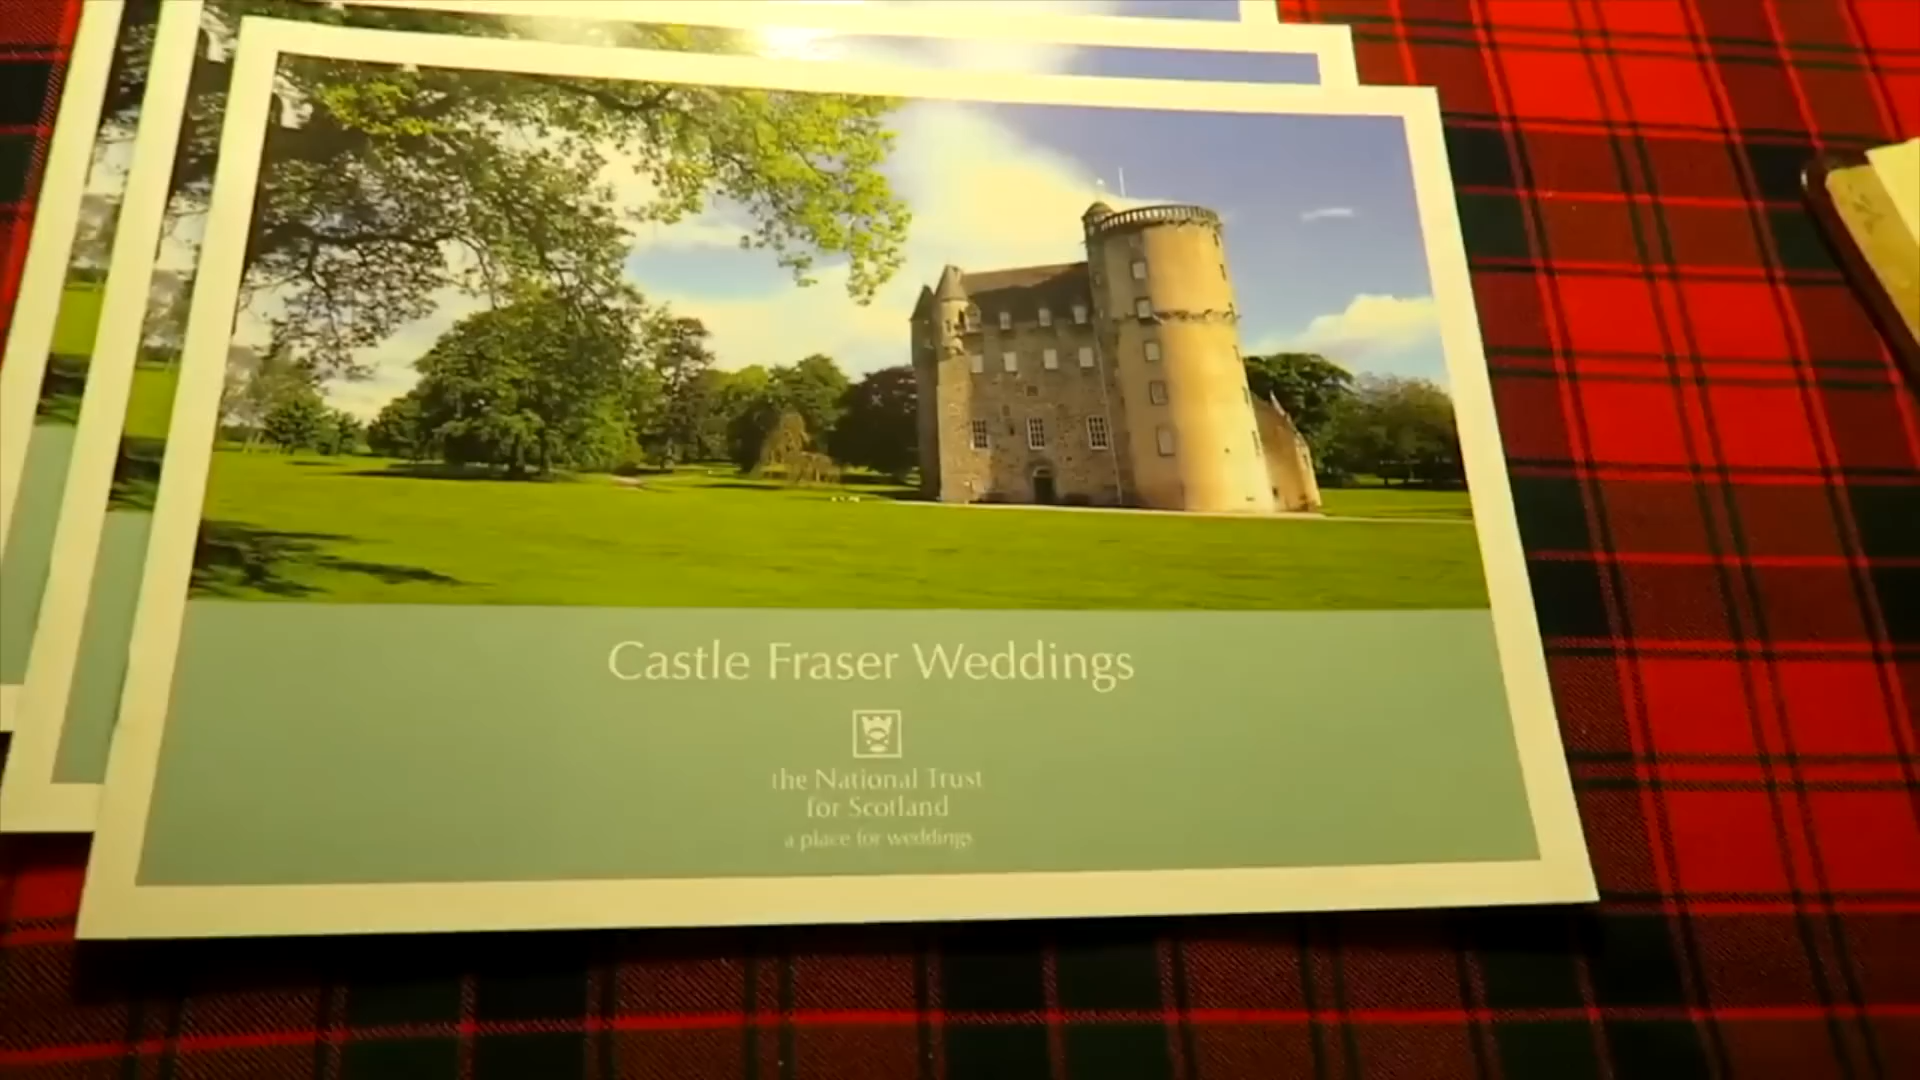 Castle Fraser Weddings
the National Trust
for Scotland
a place for weddings